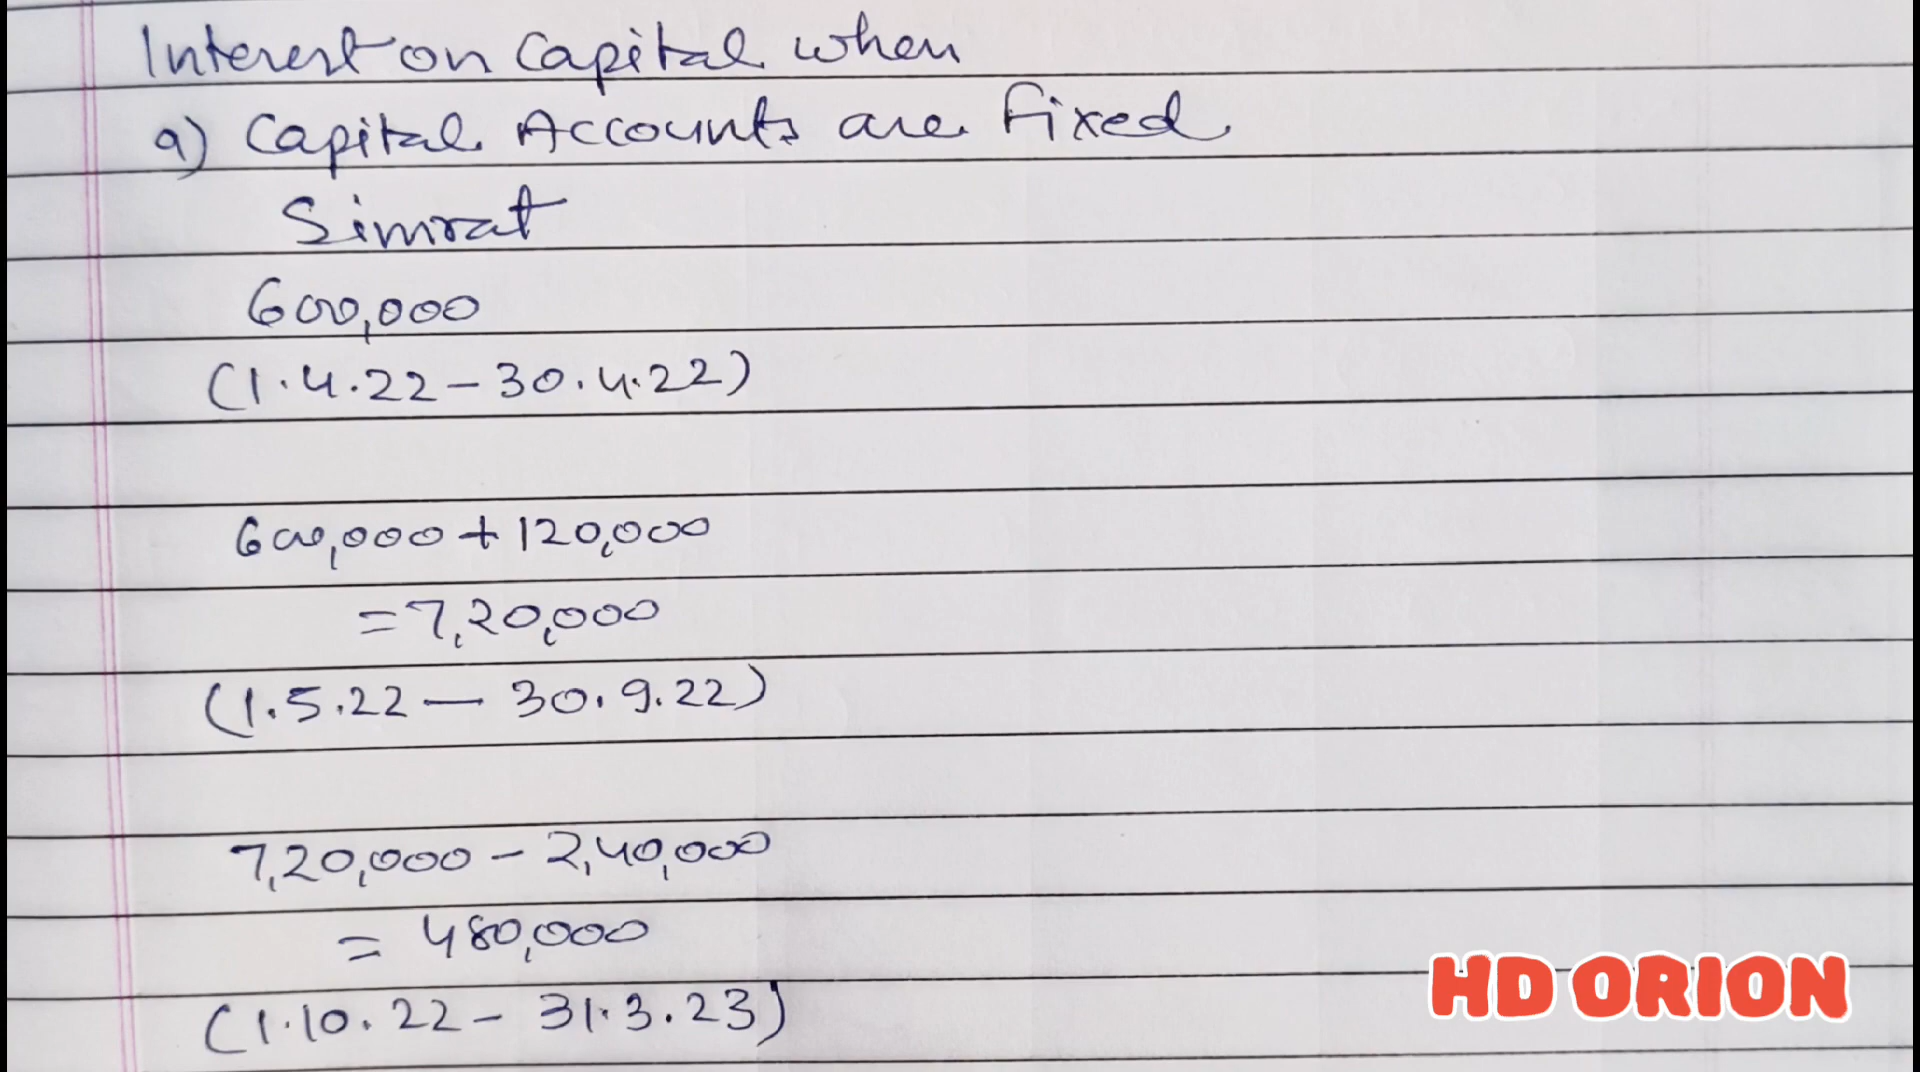 Interest on Capital when
a) Capital Accounts are fixed
Simrat
600,000
(1.4.22-30.4.22)
600,000+120,000
=7,20,000
(1.5.22-30.9.22)
7,20,000-2,40,000
= 480,000
(1.10.22-31.3.23)
HD ORION